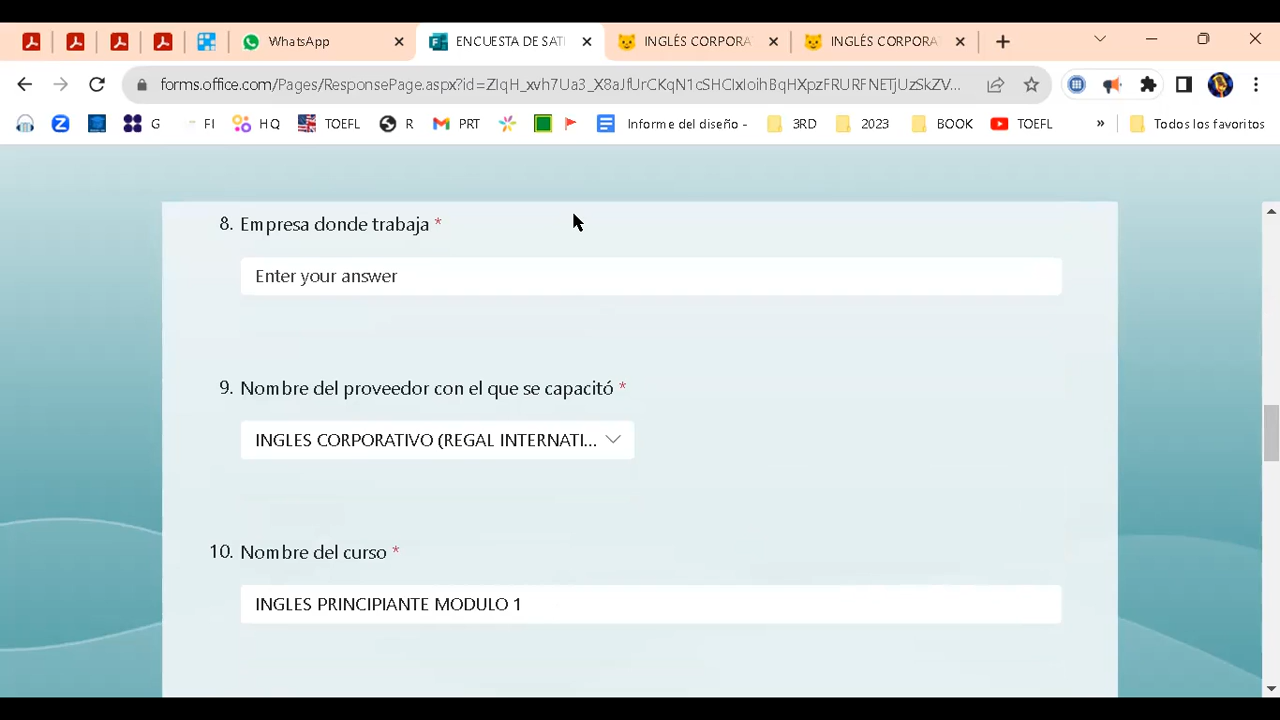 WhatsApp
ENCUESTA DE SATI
INGLÉS CORPORA
INGLÉS CORPORA
forms.office.com/Pages/ResponsePage.aspx?id=
G
FI
HQ
TOEFL
R
PRT
Informe del diseño -
3RD
2023
BOOK
TOEFL
»
Todos los favoritos
8. Empresa donde trabaja *
Enter your answer
9. Nombre del proveedor con el que se capacitó *
INGLES CORPORATIVO (REGAL INTERNATI...
10. Nombre del curso *
INGLES PRINCIPIANTE MODULO 1